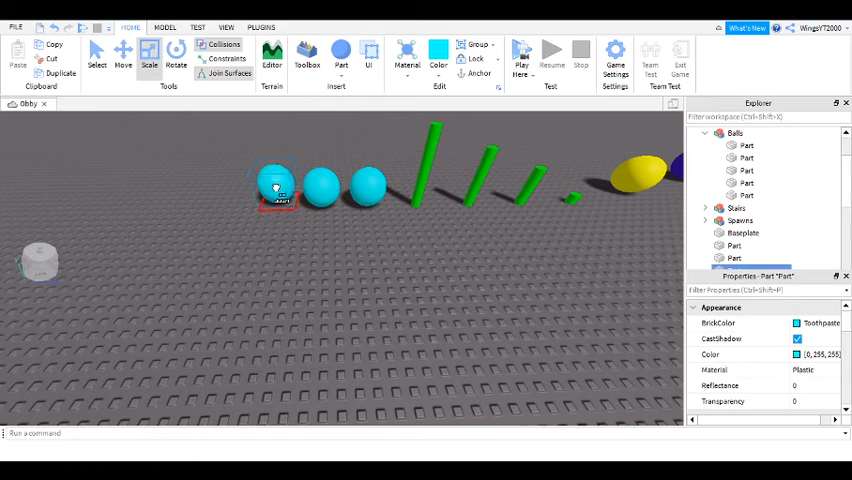 FILE HOME MODEL TEST VIEW PLUGINS What's New WingsYT2000
Paste Copy Cut Duplicate Select Move Scale Rotate Collisions Constraints Join Surfaces Editor Toolbox Part UI Material Color Group Lock Anchor Play Here Resume Stop Game Settings Team Test Exit Game
Clipboard Tools Terrain Insert Edit Test Settings Team Test
Obby Explorer
Filter workspace (Ctrl+Shift+X)
Balls
Part
Part
Part
Part
Part
Stairs
Spawns
Baseplate
Part
Part
Properties - Part "Part"
Filter Properties (Ctrl+Shift+P)
Appearance
BrickColor Toothpaste
CastShadow
Color [0, 255, 255]
Material Plastic
Reflectance 0
Transparency 0
Run a command